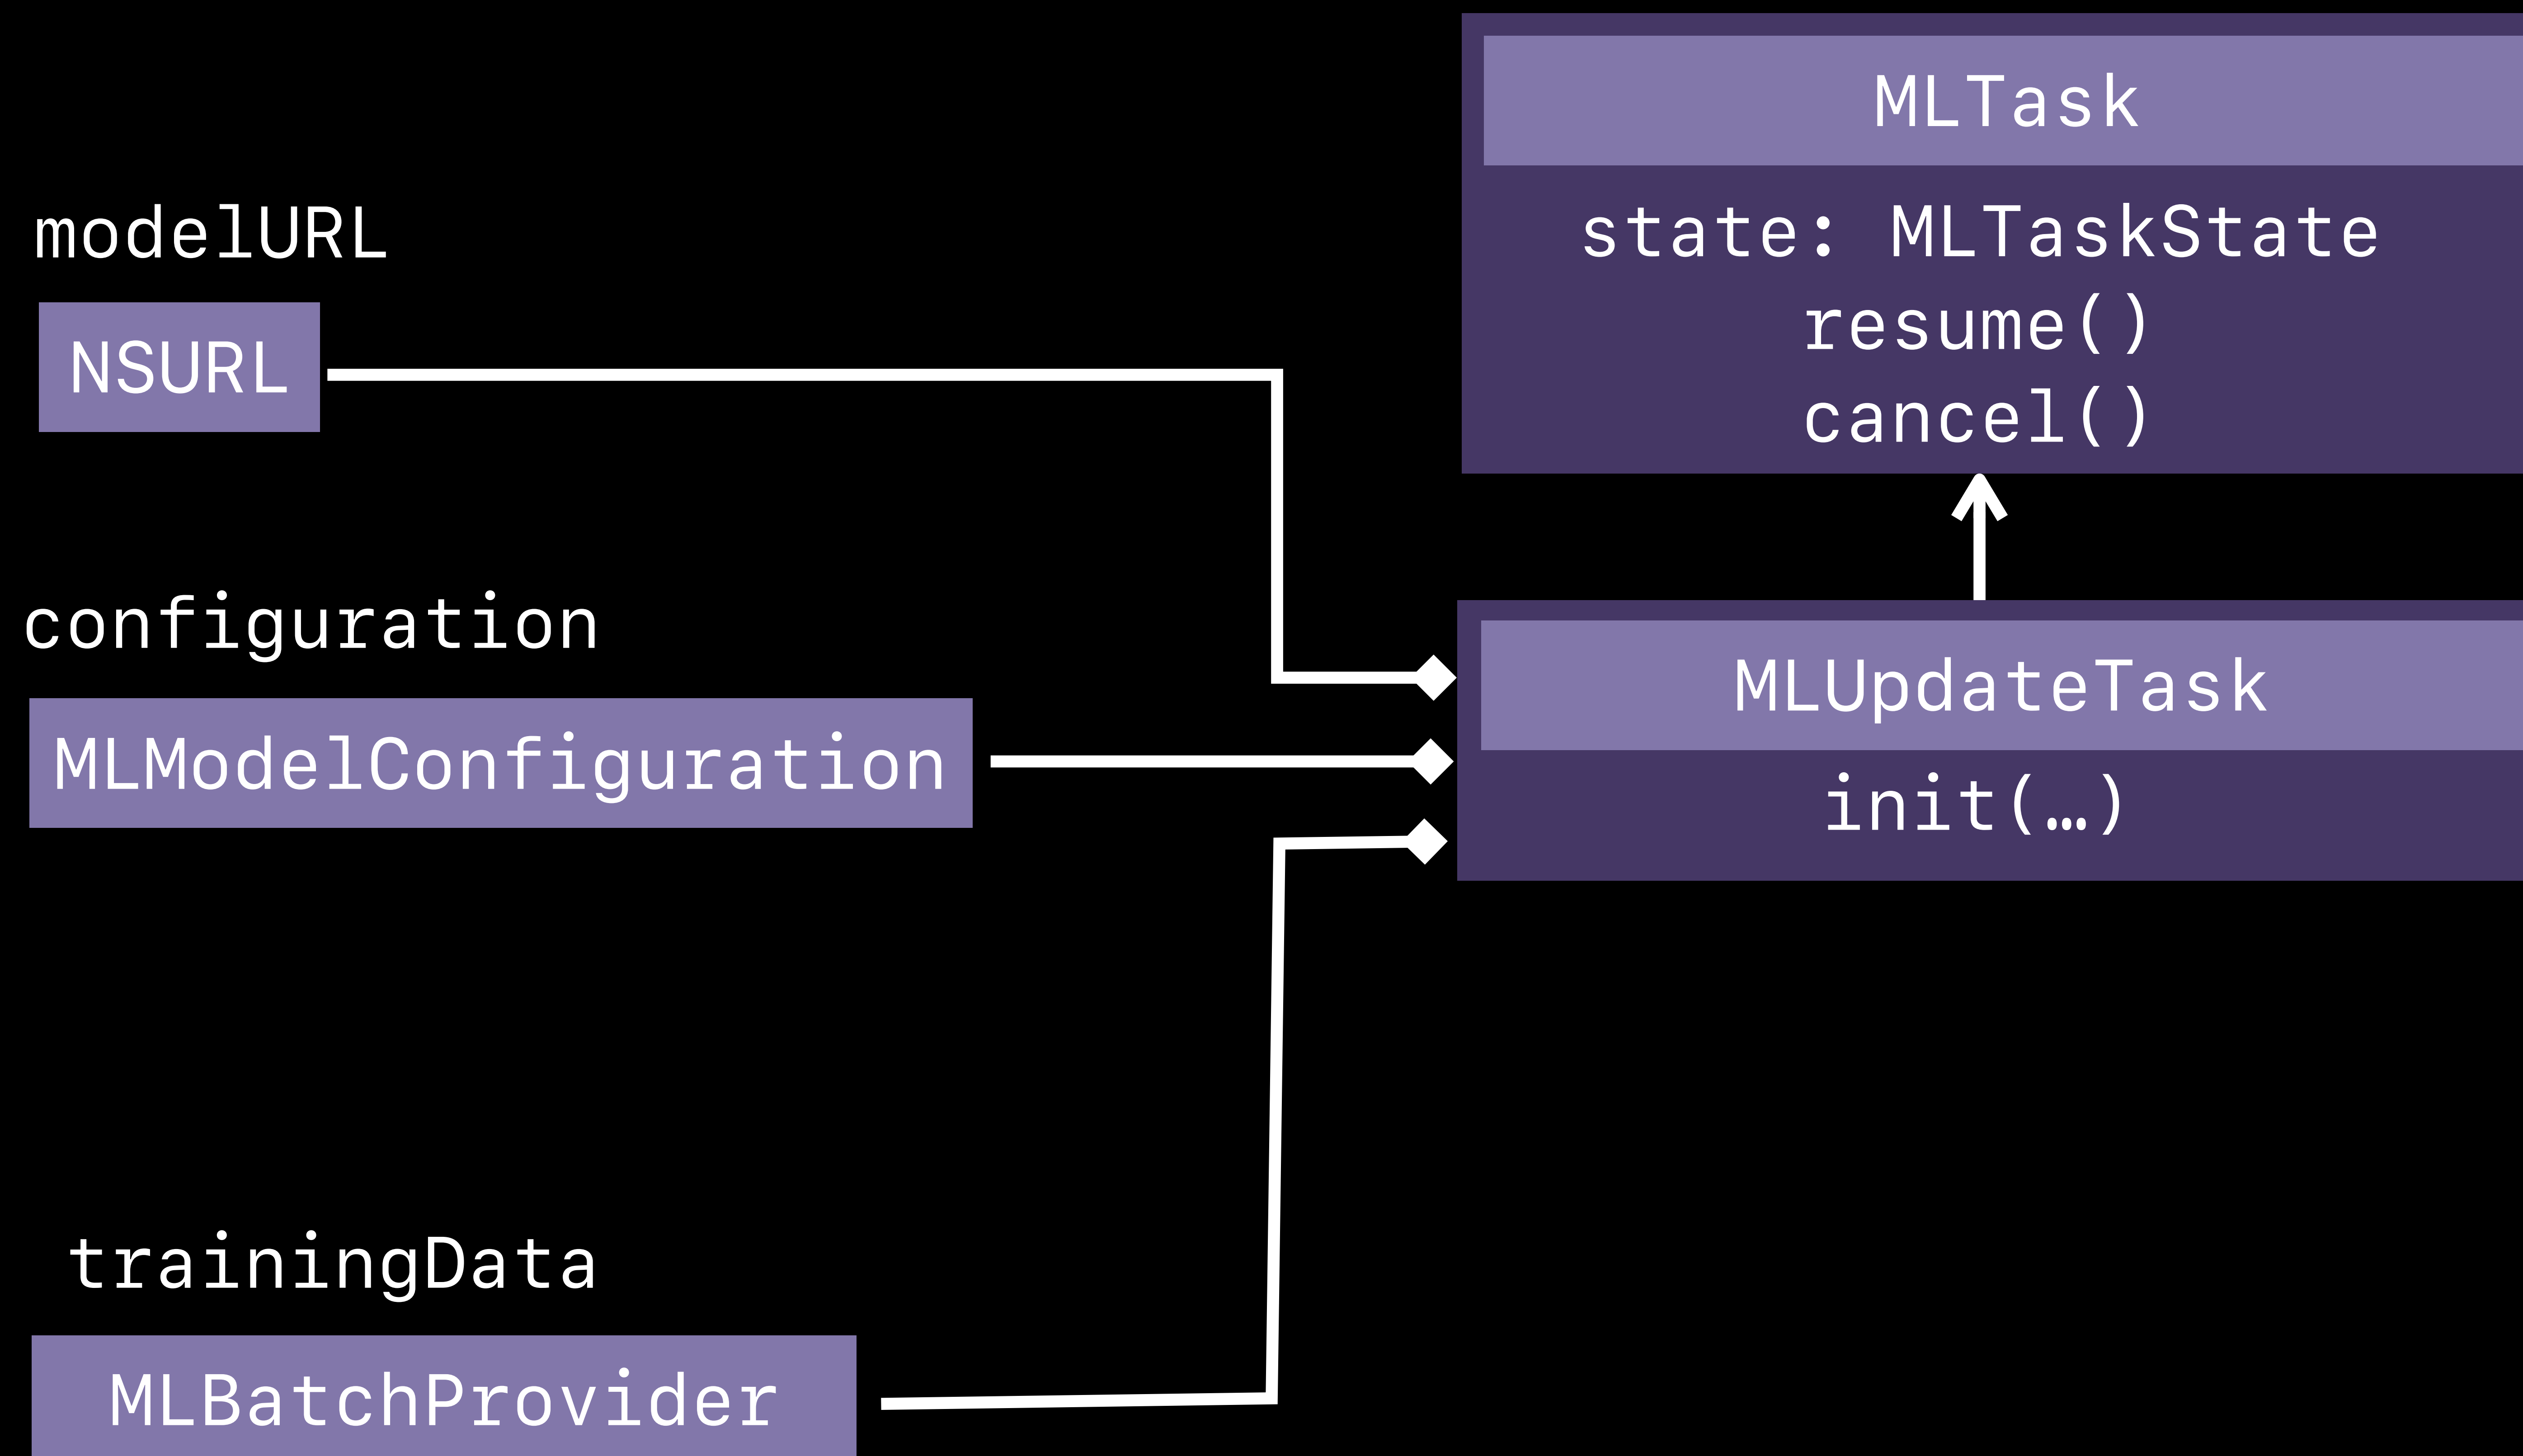 MLTask
state: MLTaskState
resume()
cancel()
modelURL
NSURL
configuration
MLModelConfiguration
MLUpdateTask
init(…)
trainingData
MLBatchProvider